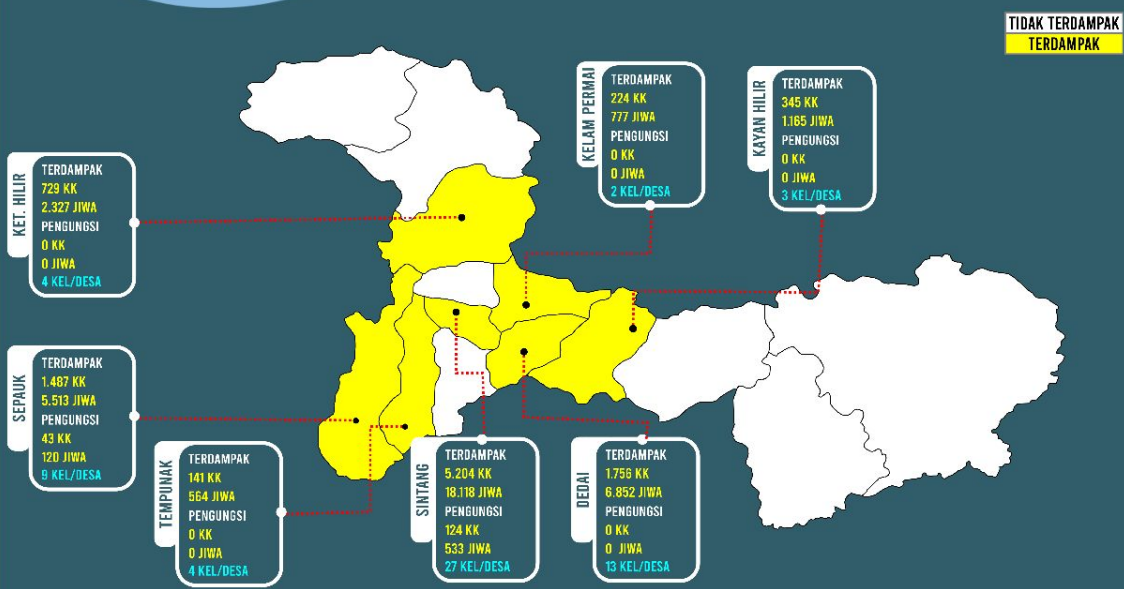 TIDAK TERDAMPAK
TERDAMPAK
KELAM PERMAI
TERDAMPAK
224 KK
777 JIWA
PENGUNGSI
0 KK
0 JIWA
2 KEL/DESA
KAYAN HILIR
TERDAMPAK
345 KK
1.165 JIWA
PENGUNGSI
0 KK
0 JIWA
3 KEL/DESA
KET. HILIR
TERDAMPAK
729 KK
2.327 JIWA
PENGUNGSI
0 KK
0 JIWA
4 KEL/DESA
SEPAUK
TERDAMPAK
1.487 KK
5.513 JIWA
PENGUNGSI
43 KK
120 JIWA
9 KEL/DESA
TEMPUNAK
TERDAMPAK
141 KK
564 JIWA
PENGUNGSI
0 KK
0 JIWA
4 KEL/DESA
SINTANG
TERDAMPAK
5.204 KK
18.118 JIWA
PENGUNGSI
124 KK
533 JIWA
27 KEL/DESA
DEDAI
TERDAMPAK
1.756 KK
6.852 JIWA
PENGUNGSI
0 KK
0 JIWA
13 KEL/DESA